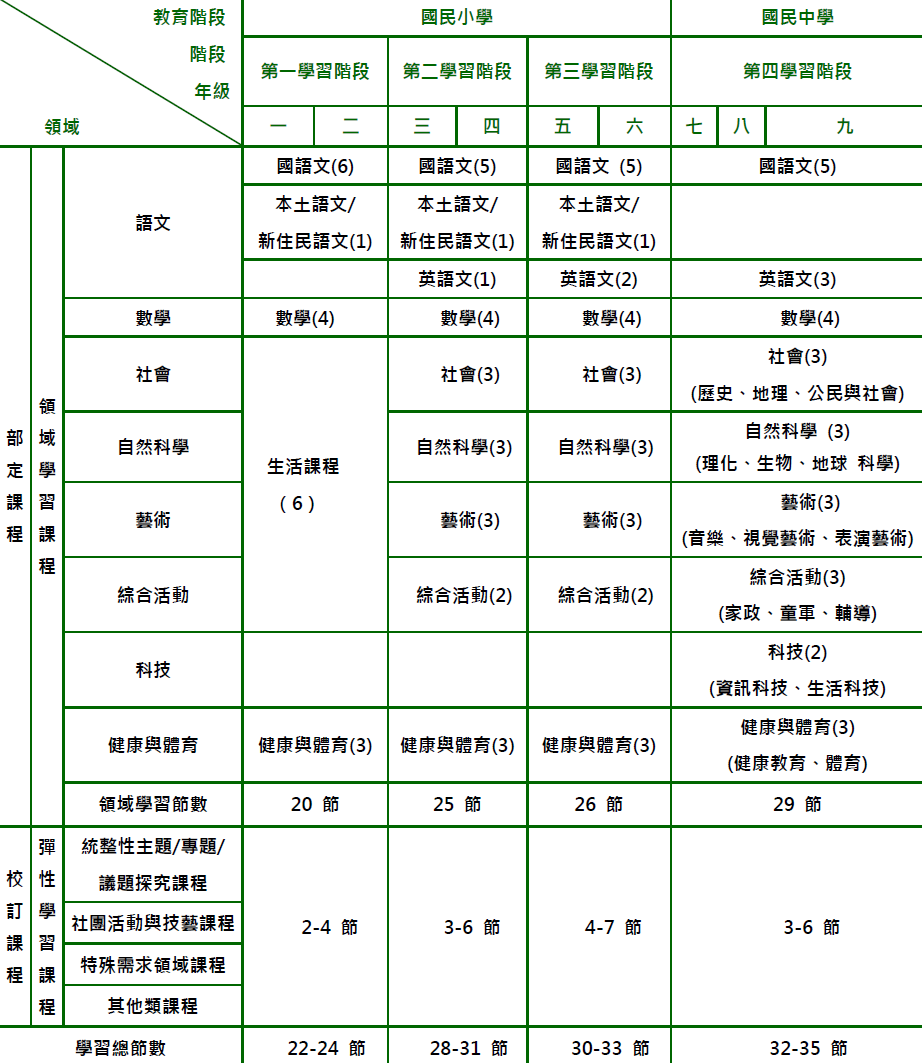 教育階段
階段
年級
領域
國民小學
國民中學
第一學習階段
第二學習階段
第三學習階段
第四學習階段
一
二
三
四
五
六
七
八
九
部定課程
領域學習課程
語文
國語文(6)
國語文(5)
國語文 (5)
國語文(5)
本土語文/
新住民語文(1)
本土語文/
新住民語文(1)
本土語文/
新住民語文(1)
英語文(1)
英語文(2)
英語文(3)
數學
數學(4)
數學(4)
數學(4)
數學(4)
社會
生活課程
( 6 )
社會(3)
社會(3)
社會(3)
(歷史、地理、公民與社會)
自然科學
自然科學(3)
自然科學(3)
自然科學 (3)
(理化、生物、地球 科學)
藝術
藝術(3)
藝術(3)
藝術(3)
(音樂、視覺藝術、表演藝術)
綜合活動
綜合活動(2)
綜合活動(2)
綜合活動(3)
(家政、童軍、輔導)
科技
科技(2)
(資訊科技、生活科技)
健康與體育
健康與體育(3)
健康與體育(3)
健康與體育(3)
健康與體育(3)
(健康教育、體育)
領域學習節數
20 節
25 節
26 節
29 節
校訂課程
彈性學習課程
統整性主題/專題/
議題探究課程
社團活動與技藝課程
特殊需求領域課程
其他類課程
2-4 節
3-6 節
4-7 節
3-6 節
學習總節數
22-24 節
28-31 節
30-33 節
32-35 節